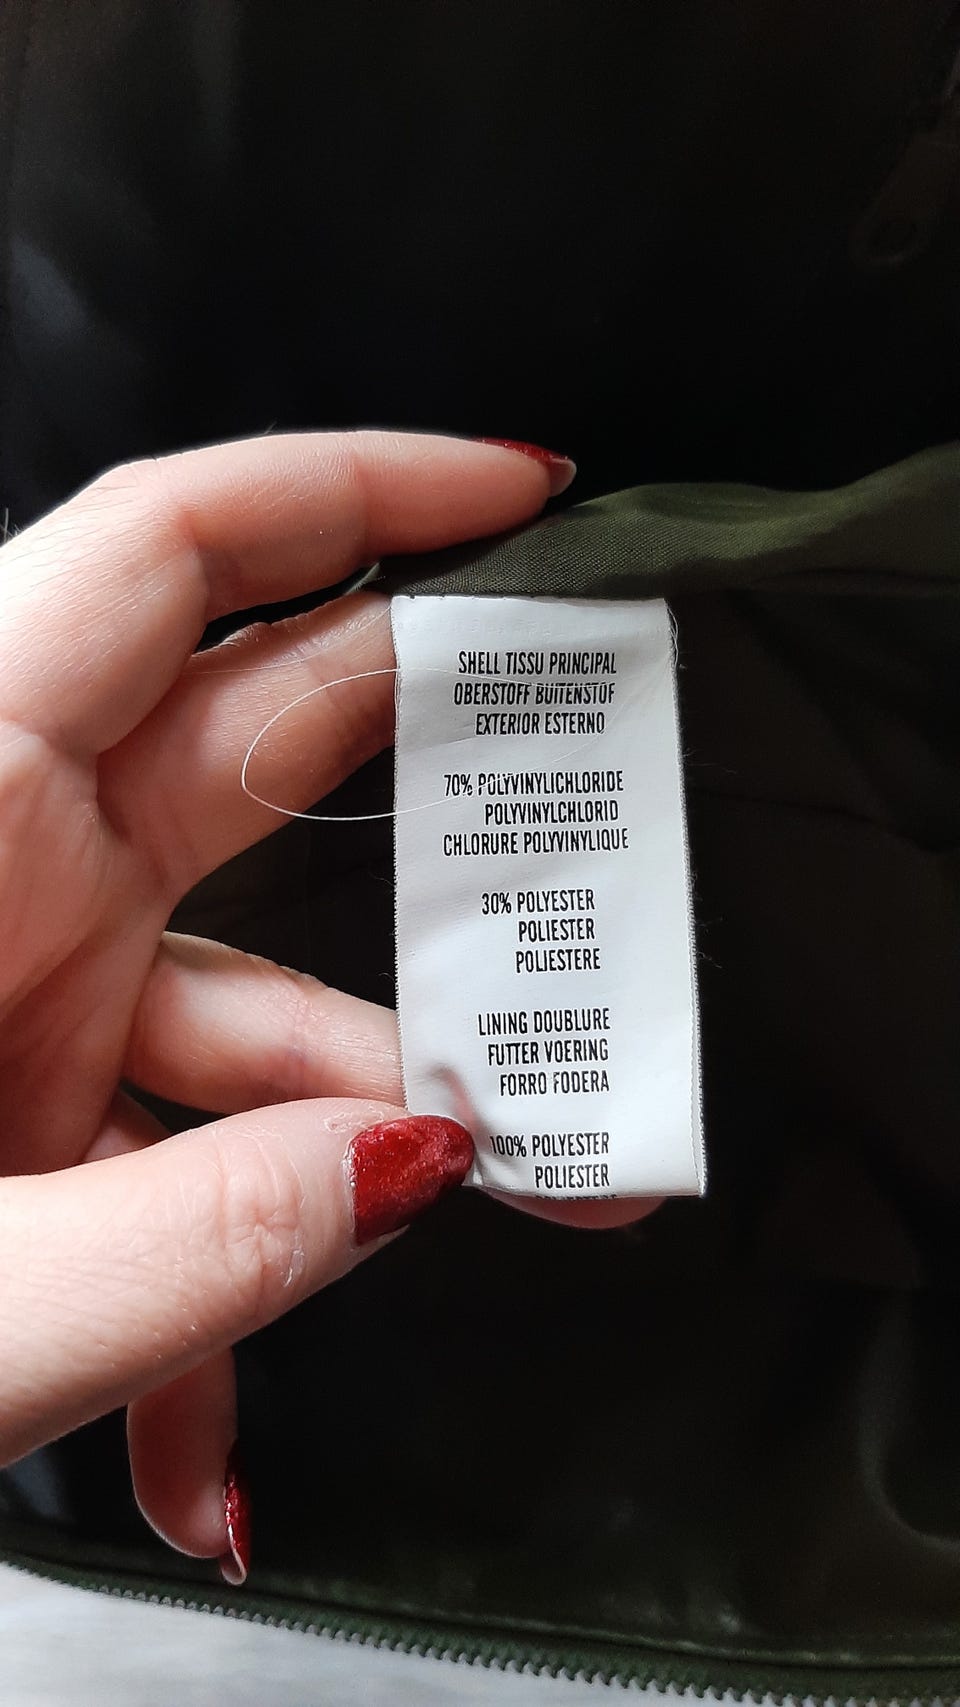 SHELL TISSU PRINCIPAL
OBERSTOFF BUITENSTOF
EXTERIOR ESTERNO
70% POLYVINYLICHLORIDE
POLYVINYLCHLORID
CHLORURE POLYVINYLIQUE
30% POLYESTER
POLIESTER
POLIESTERE
LINING DOUBLURE
FUTTER VOERING
FORRO FODERA
100% POLYESTER
POLIESTER